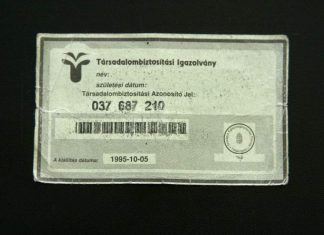 Társadalombiztosítási Igazolvány
név:
születési dátum:
Társadalombiztosítási Azonosító Jel:
037 687 210
A kiállítás dátuma: 1995-10-05